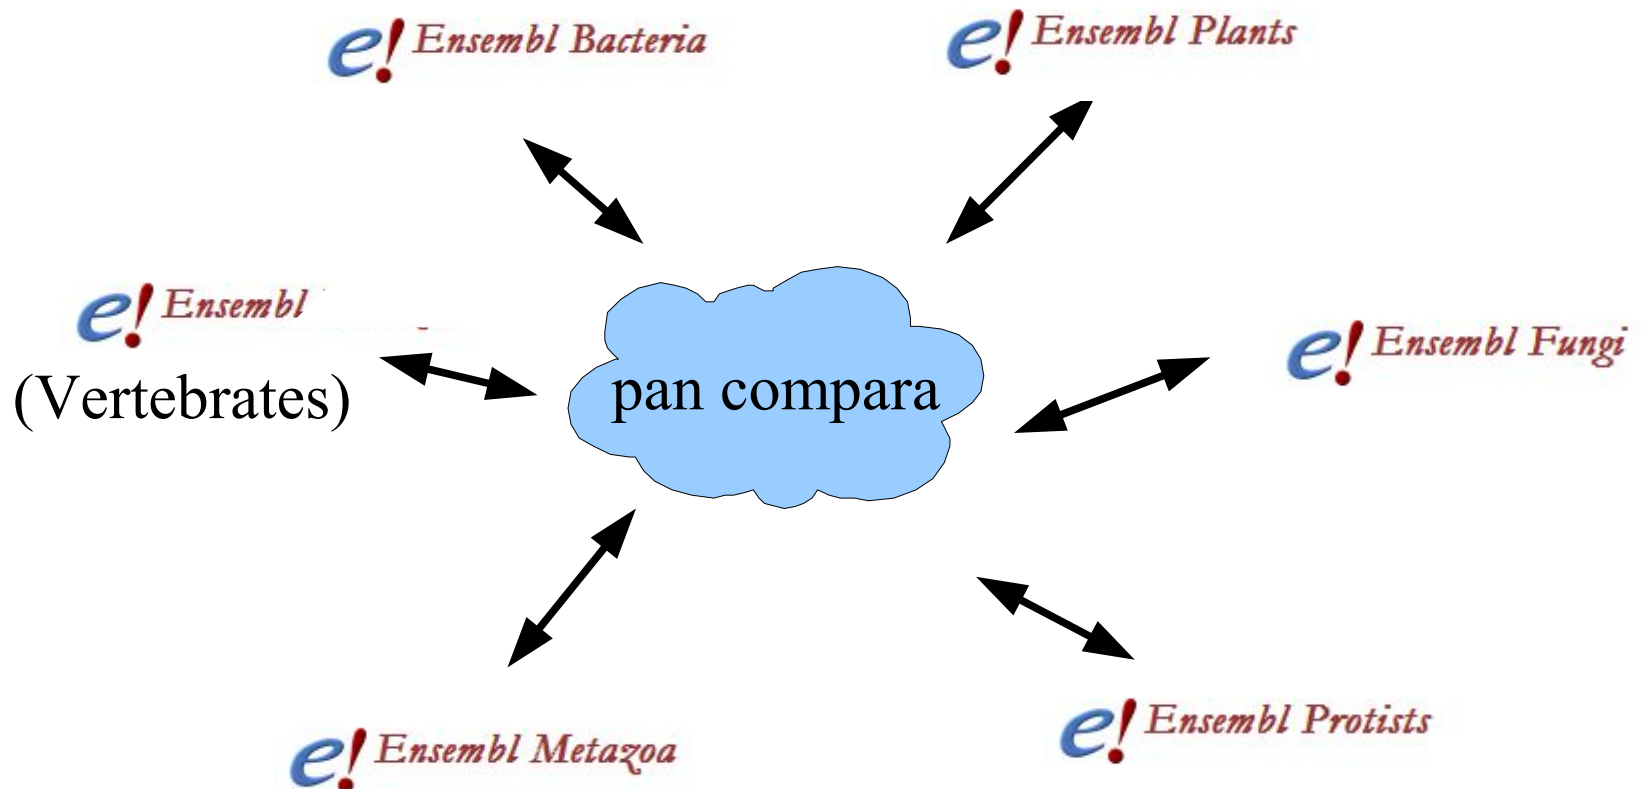 e! Ensembl Bacteria
e! Ensembl Plants
e! Ensembl
(Vertebrates)
pan compara
e! Ensembl Fungi
e! Ensembl Metazoa
e! Ensembl Protists